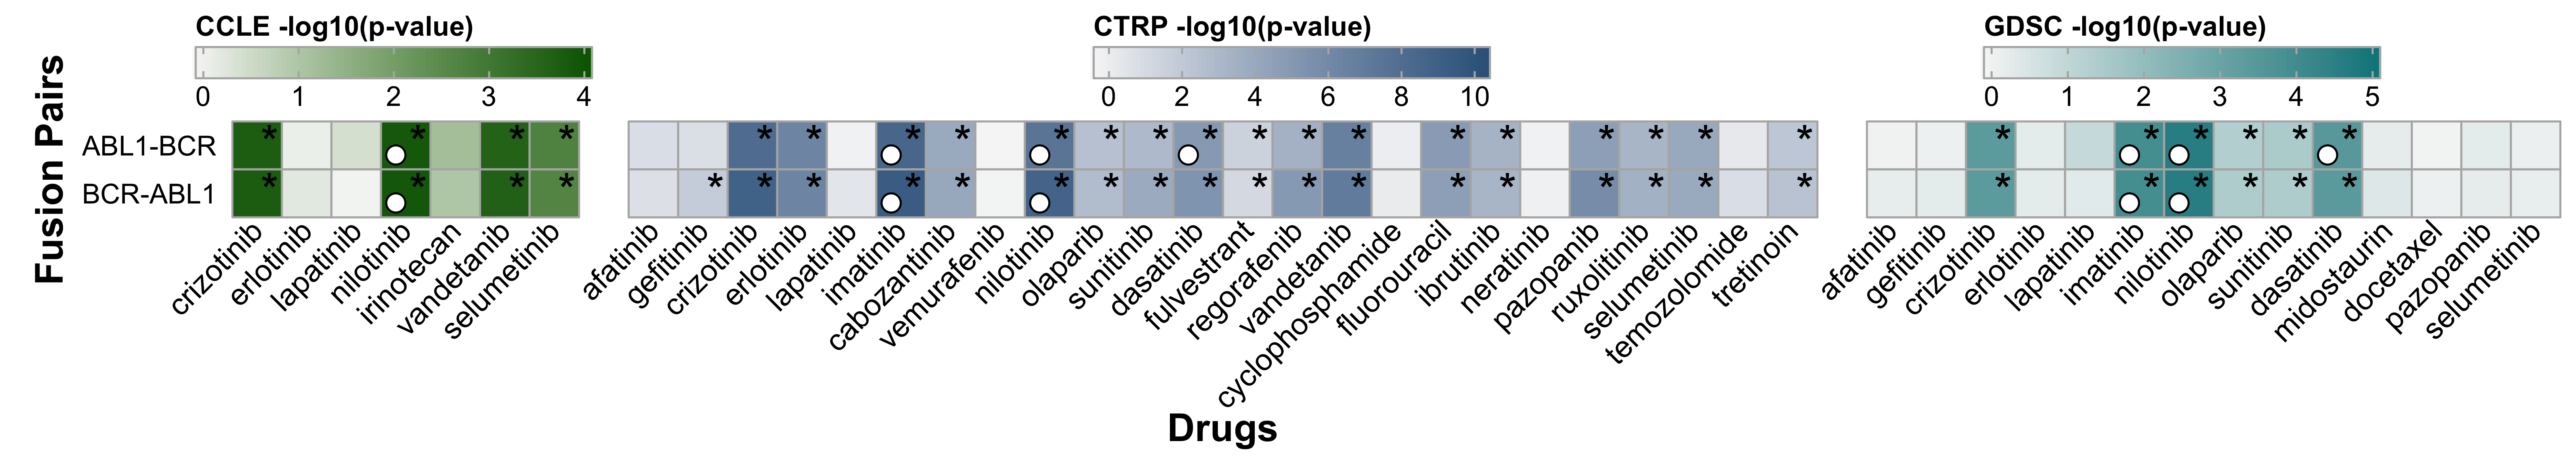 CCLE -log10(p-value)
0 1 2 3 4
CTRP -log10(p-value)
0 2 4 6 8 10
GDSC -log10(p-value)
0 1 2 3 4 5
Fusion Pairs
ABL1-BCR
* * * * * * * * * * * * * * * * * * * * * * * * * * * *
BCR-ABL1
* * * * * * * * * * * * * * * * * * * * * * * * * * * * *
crizotinib
erlotinib
lapatinib
nilotinib
irinotecan
vandetanib
selumetinib
afatinib
gefitinib
crizotinib
erlotinib
lapatinib
imatinib
cabozantinib
vemurafenib
nilotinib
olaparib
sunitinib
dasatinib
fulvestrant
regorafenib
vandetanib
cyclophosphamide
fluorouracil
ibrutinib
neratinib
pazopanib
ruxolitinib
selumetinib
temozolomide
tretinoin
afatinib
gefitinib
crizotinib
erlotinib
lapatinib
imatinib
nilotinib
olaparib
sunitinib
dasatinib
midostaurin
docetaxel
pazopanib
selumetinib
Drugs